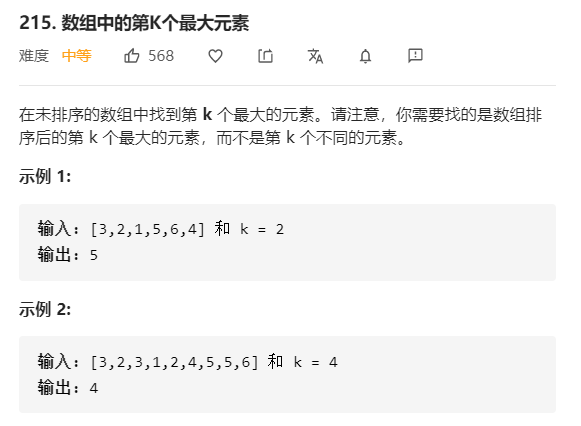 215. 数组中的第K个最大元素
难度 中等 568
在未排序的数组中找到第 k 个最大的元素。请注意，你需要找的是数组排
序后的第 k 个最大的元素，而不是第 k 个不同的元素。
示例 1:
输入: [3,2,1,5,6,4] 和 k = 2
输出: 5
示例 2:
输入: [3,2,3,1,2,4,5,5,6] 和 k = 4
输出: 4